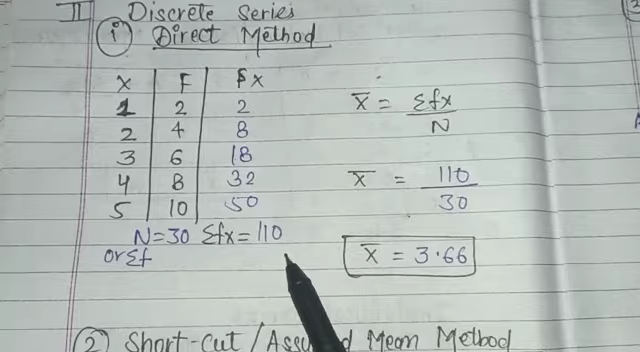 II Discrete Series
(i) Direct Method
X F Fx
1 2 2
2 4 8
3 6 18
4 8 32
5 10 50
N=30 Σfx=110
or Σf
X̄ = Σfx / N
X̄ = 110 / 30
X̄ = 3.66
(2) Short-Cut / Mean Method